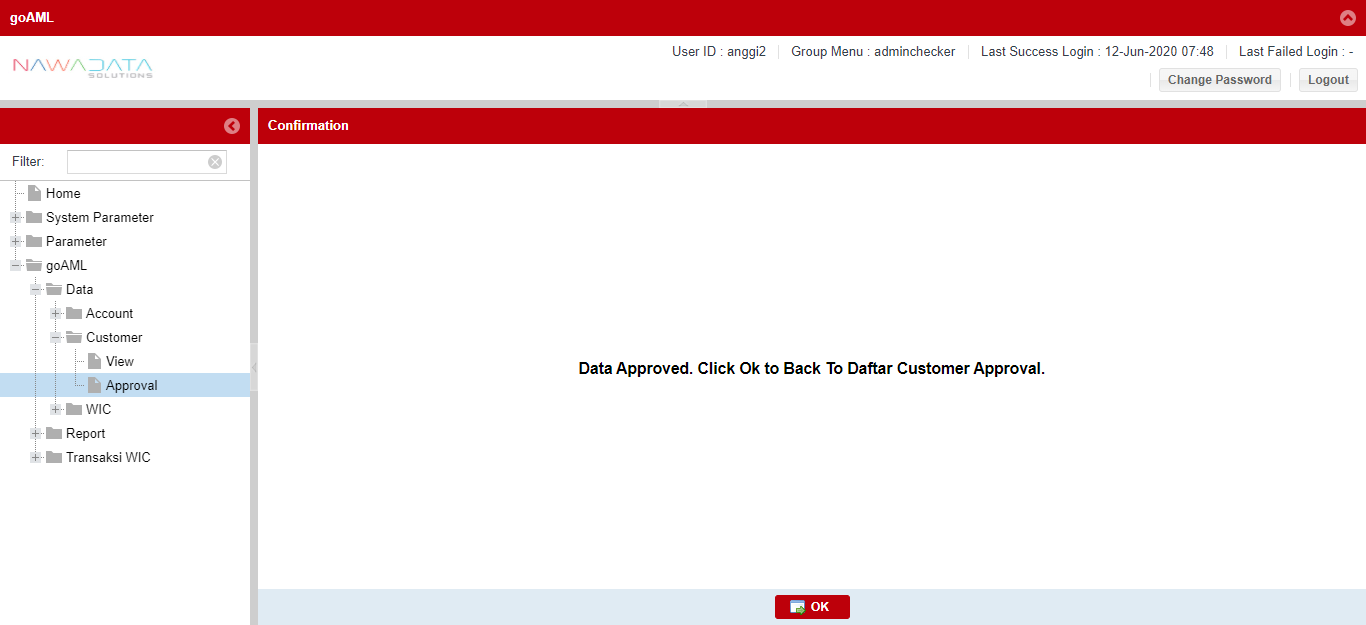 goAML
NAWADATA
SOLUTIONS
User ID : anggi2
Group Menu : adminchecker
Last Success Login : 12-Jun-2020 07:48
Last Failed Login : -
Change Password
Logout
Filter:
Home
System Parameter
Parameter
goAML
Data
Account
Customer
View
Approval
WIC
Report
Transaksi WIC
Confirmation
Data Approved. Click Ok to Back To Daftar Customer Approval.
OK